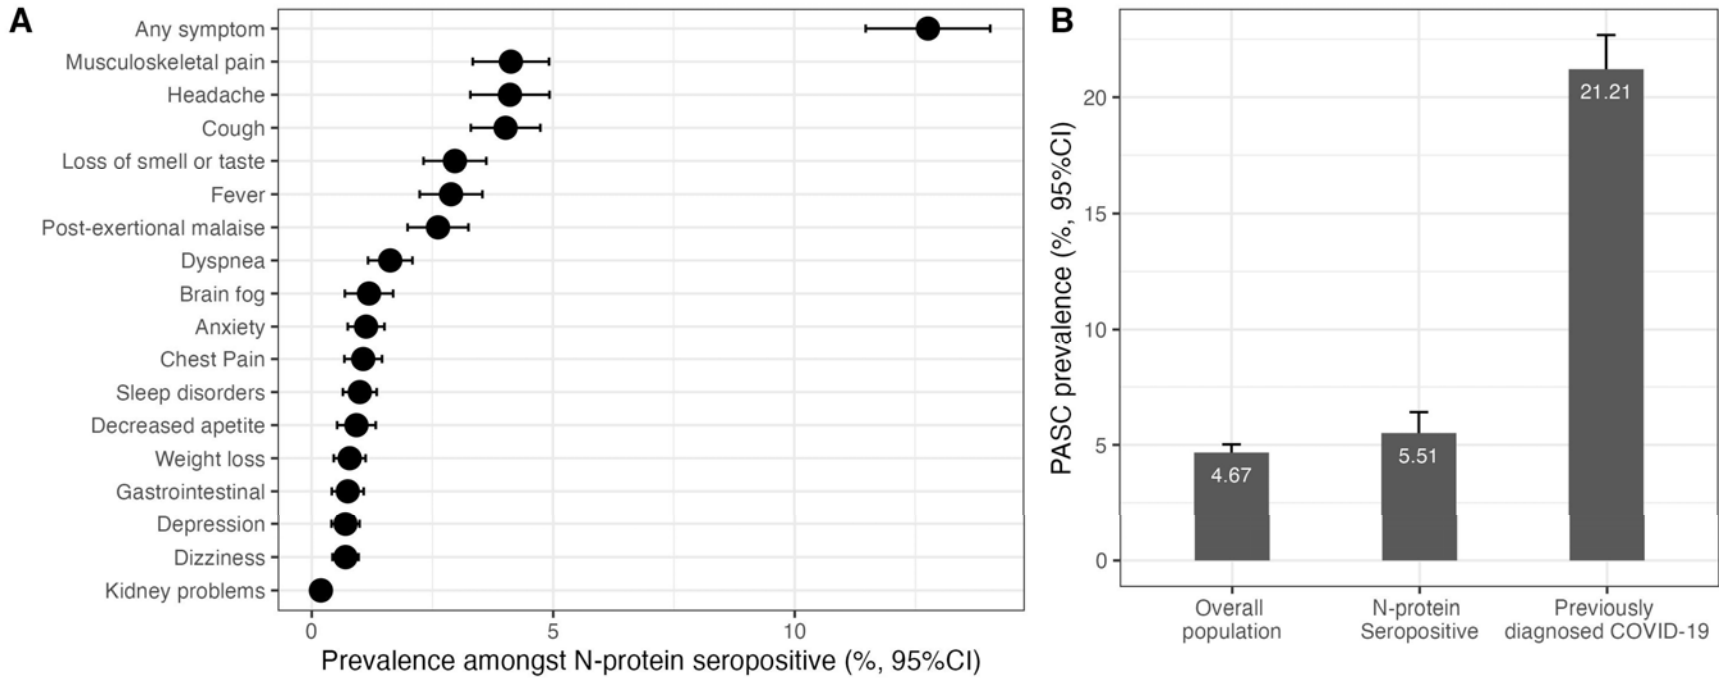 A
Any symptom
Musculoskeletal pain
Headache
Cough
Loss of smell or taste
Fever
Post-exertional malaise
Dyspnea
Brain fog
Anxiety
Chest Pain
Sleep disorders
Decreased apetite
Weight loss
Gastrointestinal
Depression
Dizziness
Kidney problems
0 5 10
Prevalence amongst N-protein seropositive (%, 95%CI)
B
PASC prevalence (%, 95%CI)
20
15
10
5
0
4.67
5.51
21.21
Overall
population
N-protein
Seropositive
Previously
diagnosed COVID-19